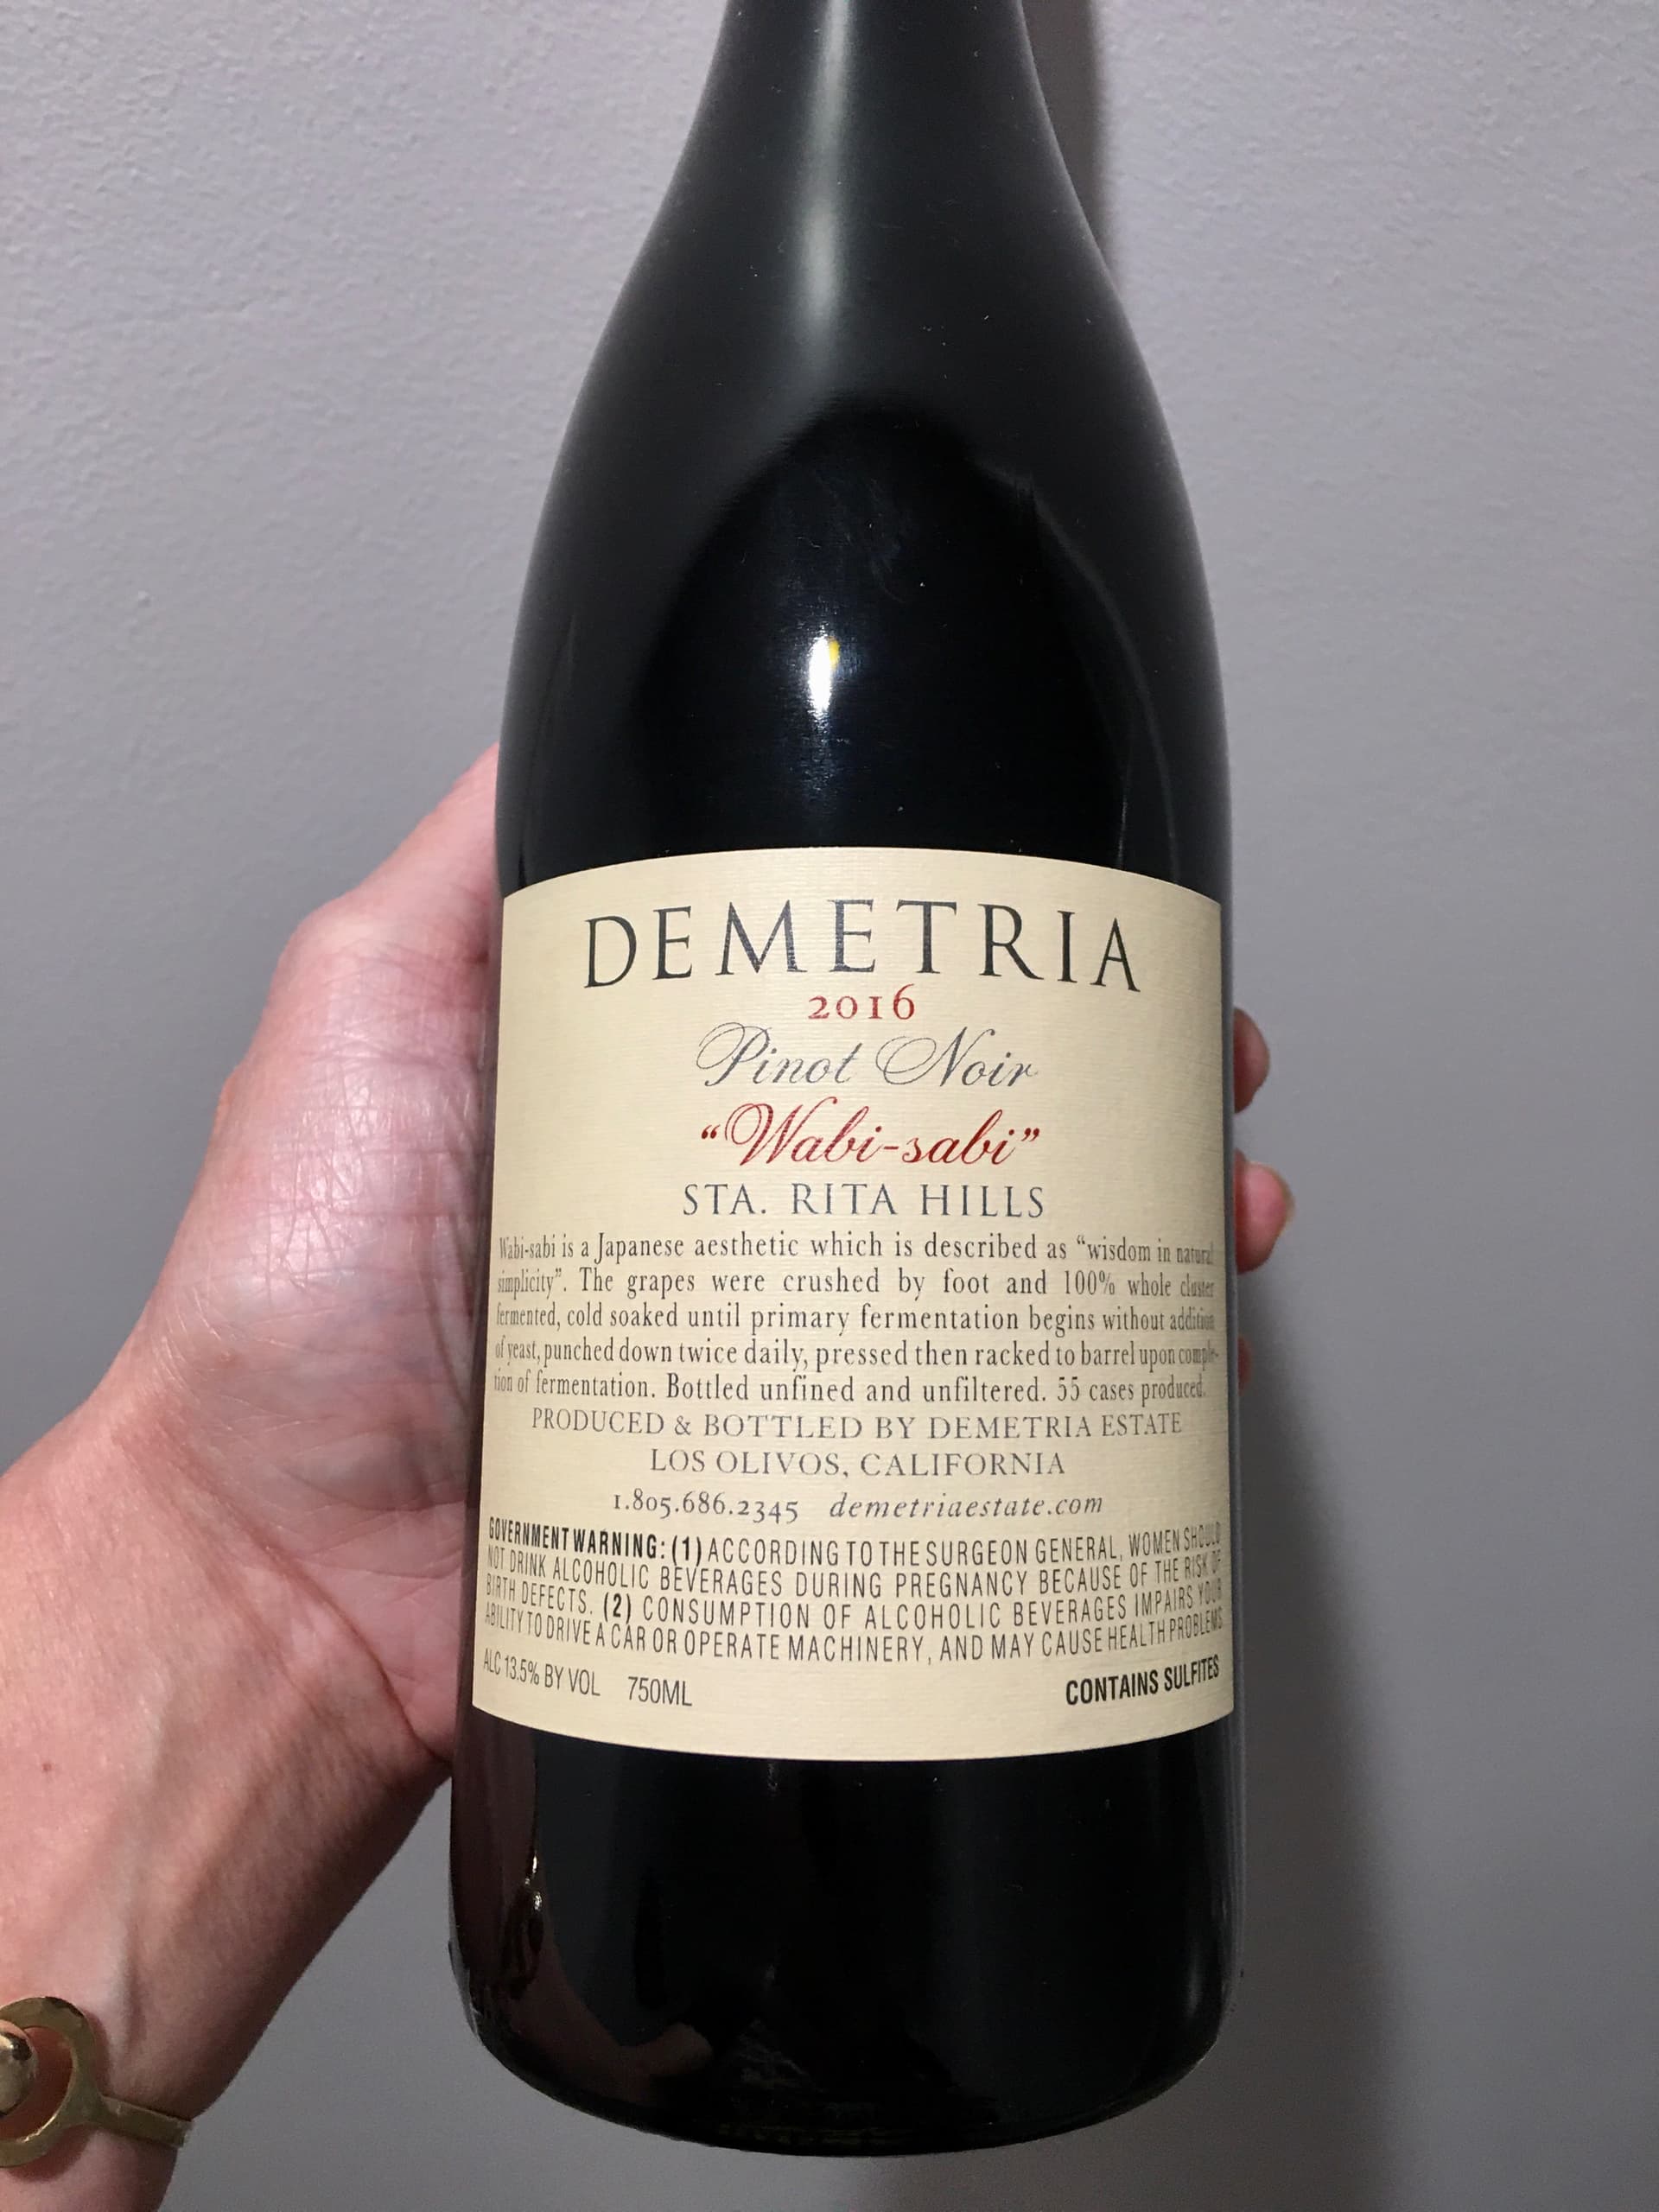 DEMETRIA
2016
Pinot Noir
“Wabi-sabi”
STA. RITA HILLS
Wabi-sabi is a Japanese aesthetic which is described as “wisdom in natural
simplicity”. The grapes were crushed by foot and 100% whole cluster
fermented, cold soaked until primary fermentation begins without addition
of yeast, punched down twice daily, pressed then racked to barrel upon comple-
tion of fermentation. Bottled unfined and unfiltered. 55 cases produced.
PRODUCED & BOTTLED BY DEMETRIA ESTATE
LOS OLIVOS, CALIFORNIA
1.805.686.2345 demetriaestate.com
GOVERNMENT WARNING: (1) ACCORDING TO THE SURGEON GENERAL, WOMEN SHOULD
NOT DRINK ALCOHOLIC BEVERAGES DURING PREGNANCY BECAUSE OF THE RISK OF
BIRTH DEFECTS. (2) CONSUMPTION OF ALCOHOLIC BEVERAGES IMPAIRS YOUR
ABILITY TO DRIVE A CAR OR OPERATE MACHINERY, AND MAY CAUSE HEALTH PROBLEMS
ALC 13.5% BY VOL 750ML CONTAINS SULFITES